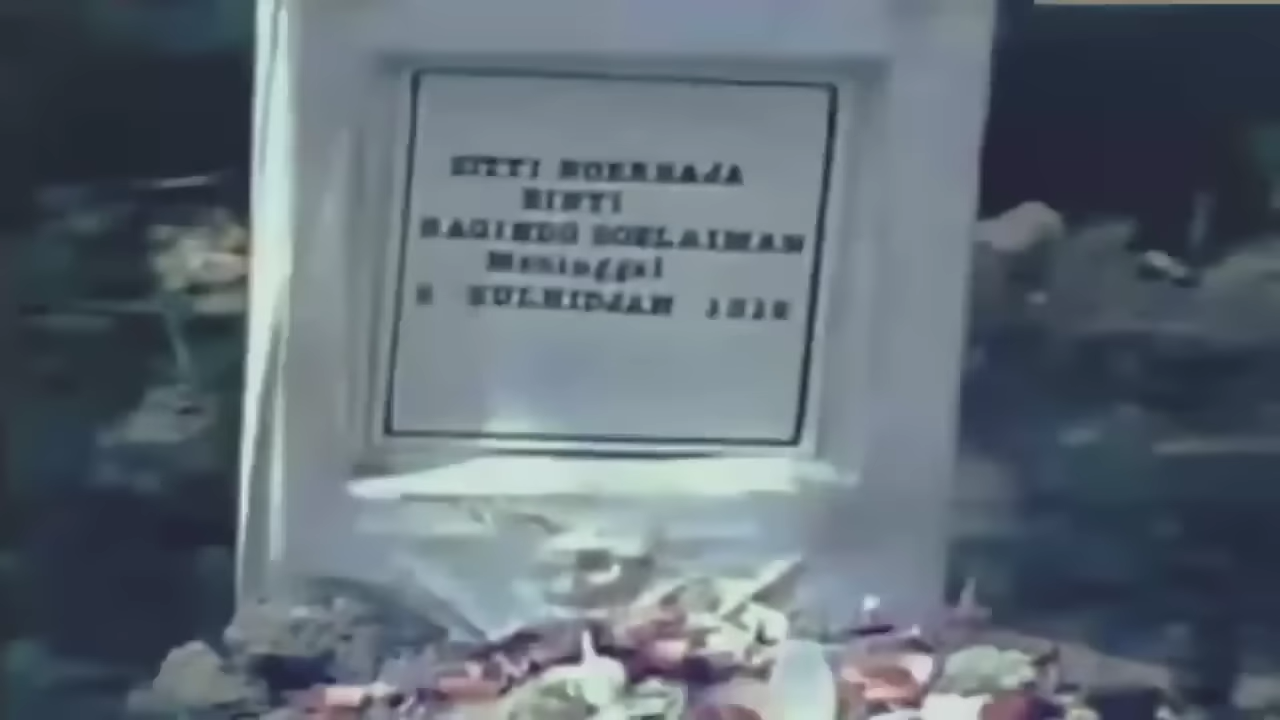 SITTI NOERBAJA
BINTI
BAGINDO SOELAIMAN
Meninggal
ZULHIDJAH